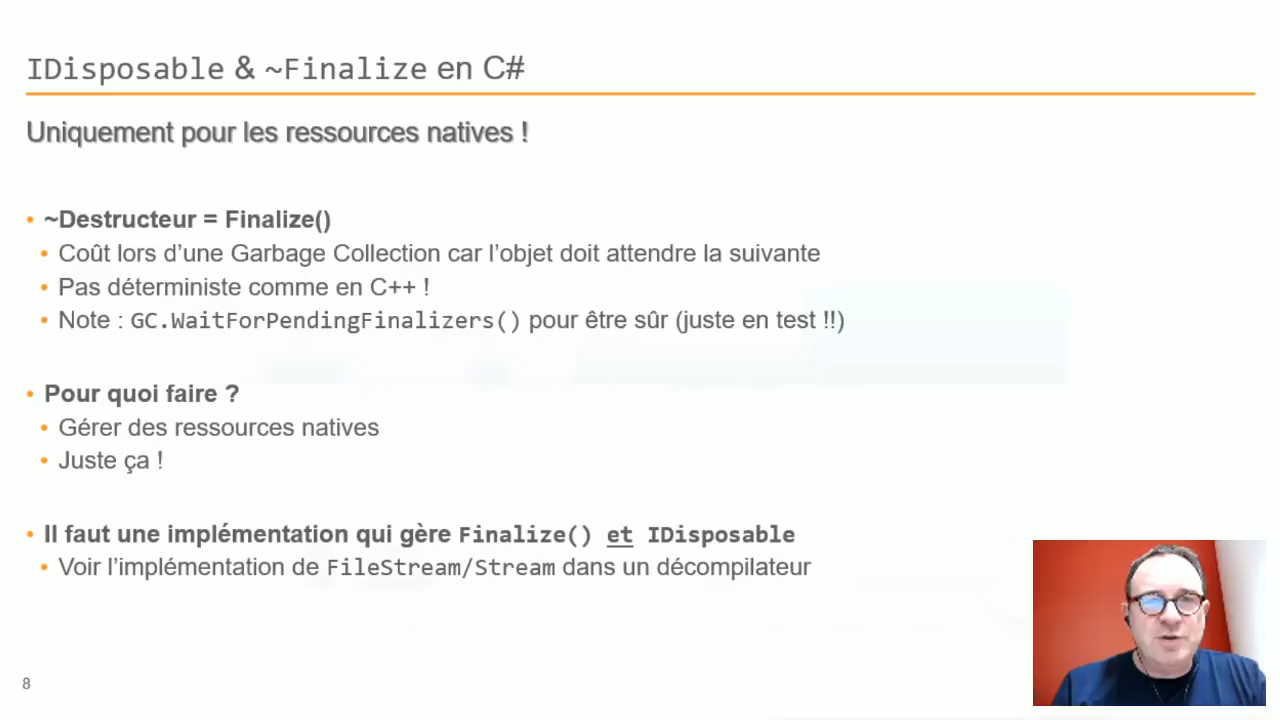 IDisposable & ~Finalize en C#
Uniquement pour les ressources natives !
• ~Destructeur = Finalize()
• Coût lors d’une Garbage Collection car l’objet doit attendre la suivante
• Pas déterministe comme en C++ !
• Note : GC.WaitForPendingFinalizers() pour être sûr (juste en test !!)
• Pour quoi faire ?
• Gérer des ressources natives
• Juste ça !
• Il faut une implémentation qui gère Finalize() et IDisposable
• Voir l’implémentation de FileStream/Stream dans un décompilateur
8